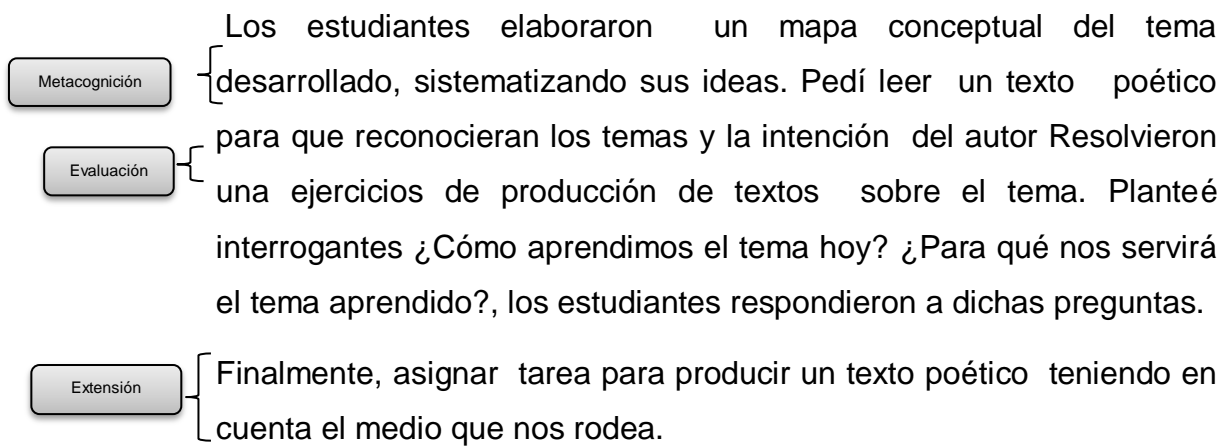 Los estudiantes elaboraron un mapa conceptual del tema
Metacognición
desarrollado, sistematizando sus ideas. Pedí leer un texto poético
para que reconocieran los temas y la intención del autor Resolvieron
Evaluación
una ejercicios de producción de textos sobre el tema. Planteé
interrogantes ¿Cómo aprendimos el tema hoy? ¿Para qué nos servirá
el tema aprendido?, los estudiantes respondieron a dichas preguntas.
Extensión
Finalmente, asignar tarea para producir un texto poético teniendo en
cuenta el medio que nos rodea.